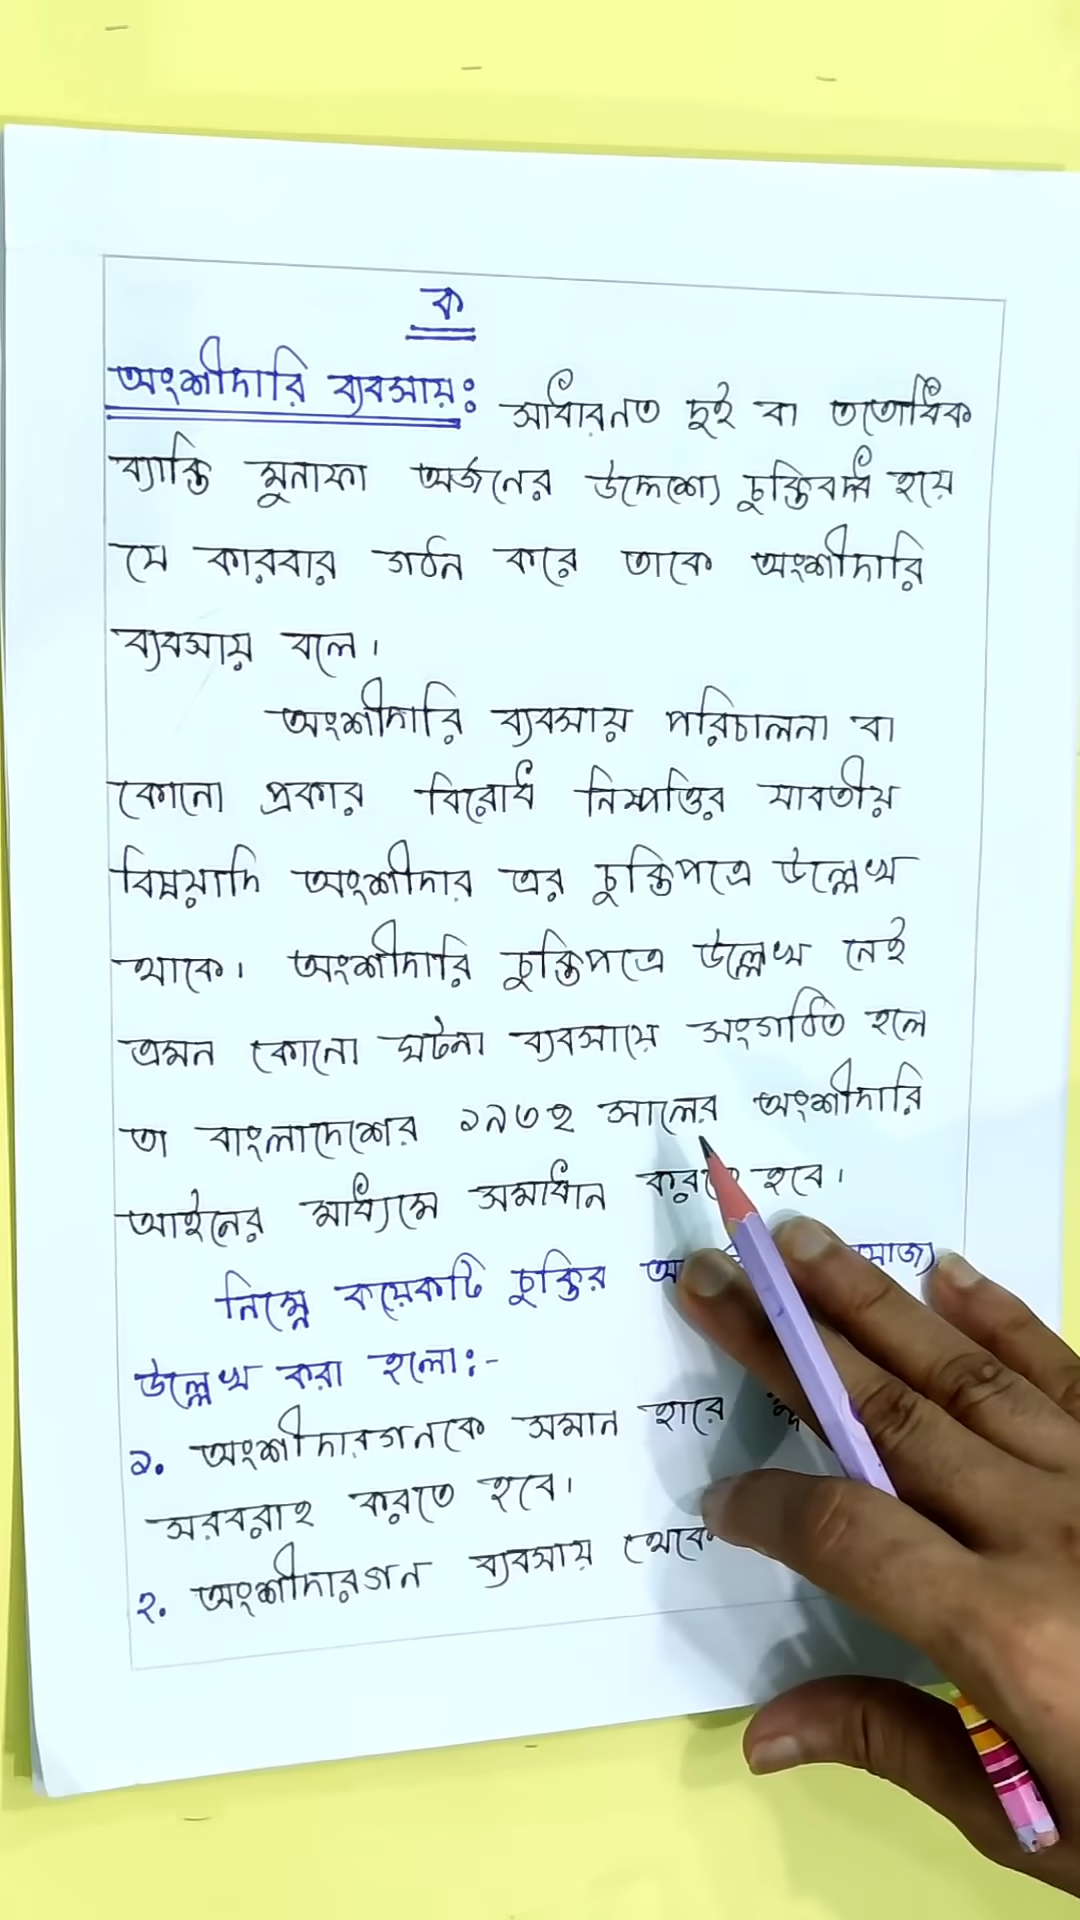 ক
অংশীদারি ব্যবসায়ঃ সাধারনত দুই বা ততোধিক
ব্যাক্তি মুনাফা অর্জনের উদ্দেশ্যে চুক্তিবদ্ধ হয়ে
যে কারবার গঠন করে তাকে অংশীদারি
ব্যবসায় বলে।
অংশীদারি ব্যবসায় পরিচালনা বা
কোনো প্রকার বিরোধ নিষ্পত্তির যাবতীয়
বিষয়াদি অংশীদার এর চুক্তিপত্রে উল্লেখ
থাকে। অংশীদারি চুক্তিপত্রে উল্লেখ নেই
এমন কোনো ঘটনা ব্যবসায়ে সংগঠিত হলে
তা বাংলাদেশের ১৯৩২ সালের অংশীদারি
আইনের মাধ্যমে সমাধান করতে হবে।
নিম্নে কয়েকটি চুক্তির
উল্লেখ করা হলোঃ-
১. অংশীদারগনকে সমান হারে
সরবরাহ করতে হবে।
২. অংশীদারগন ব্যবসায় থেকে